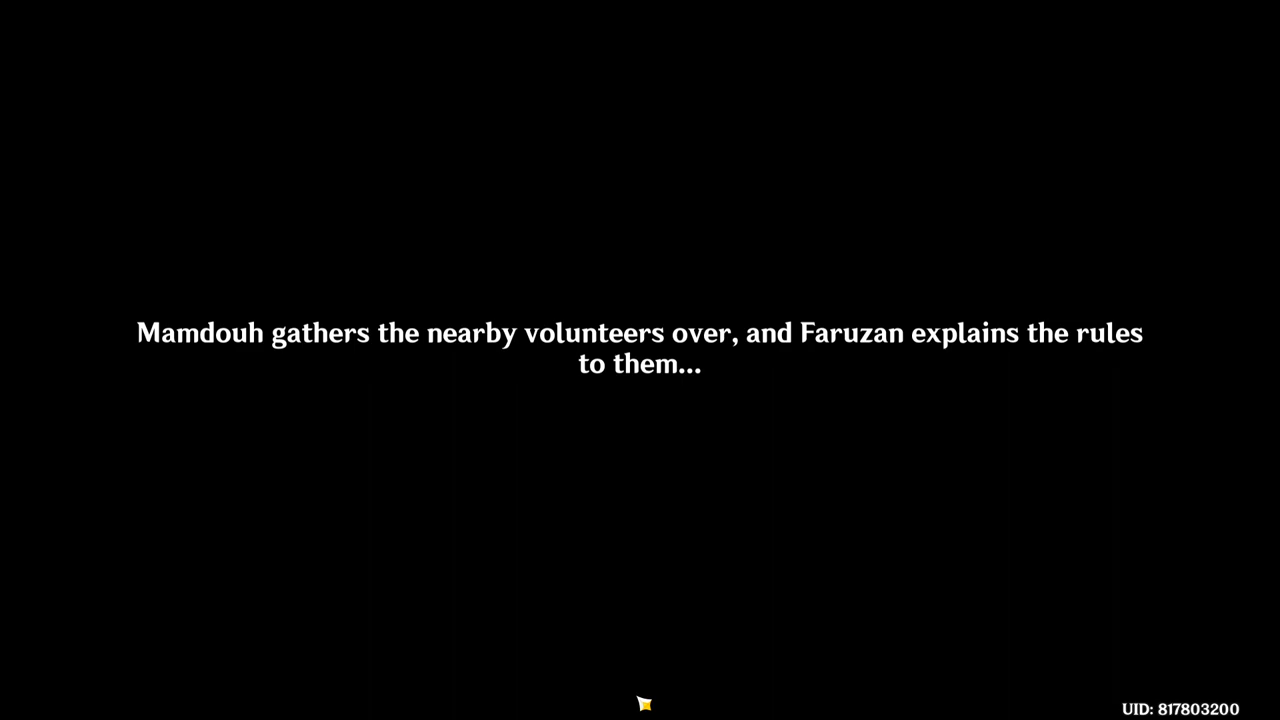 Mamdouh gathers the nearby volunteers over, and Faruzan explains the rules
to them...
UID: 817803200